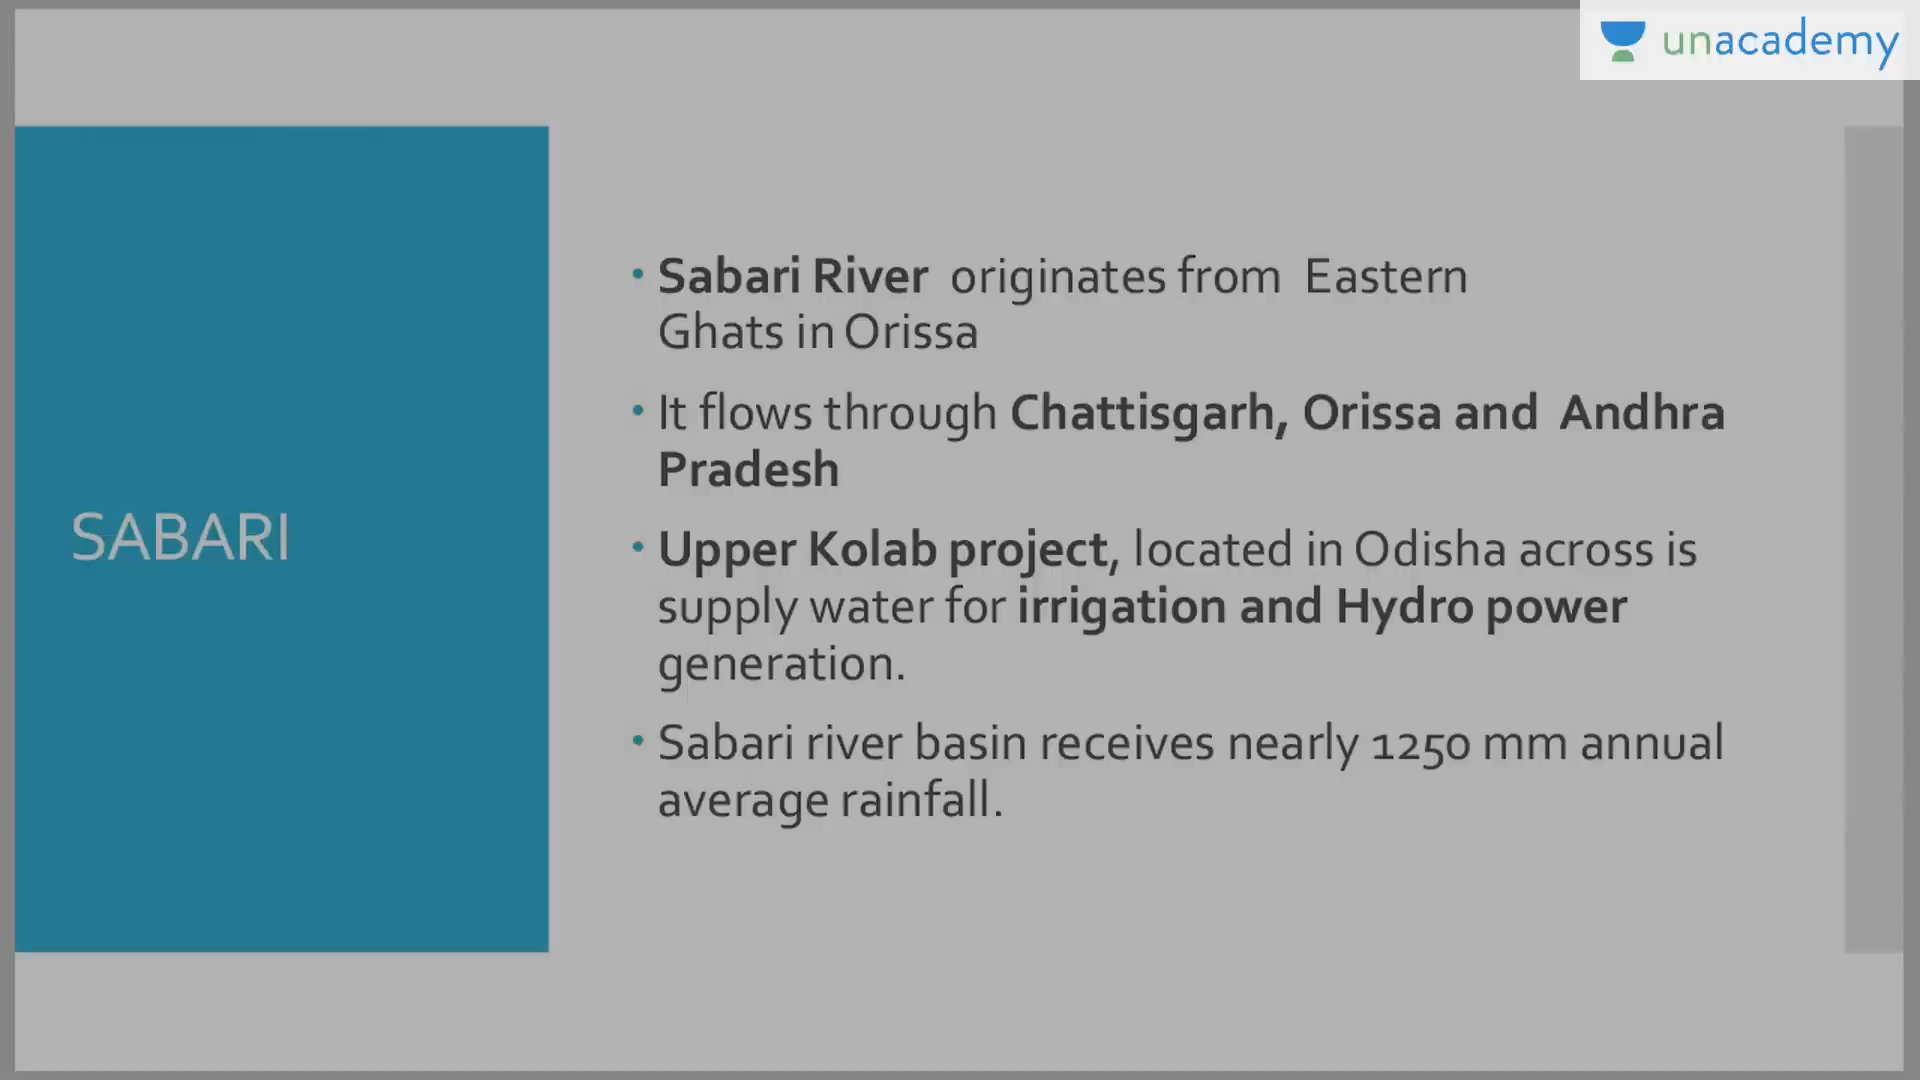 unacademy
SABARI
• Sabari River originates from Eastern
Ghats in Orissa
• It flows through Chattisgarh, Orissa and Andhra
Pradesh
• Upper Kolab project, located in Odisha across is
supply water for irrigation and Hydro power
generation.
• Sabari river basin receives nearly 1250 mm annual
average rainfall.